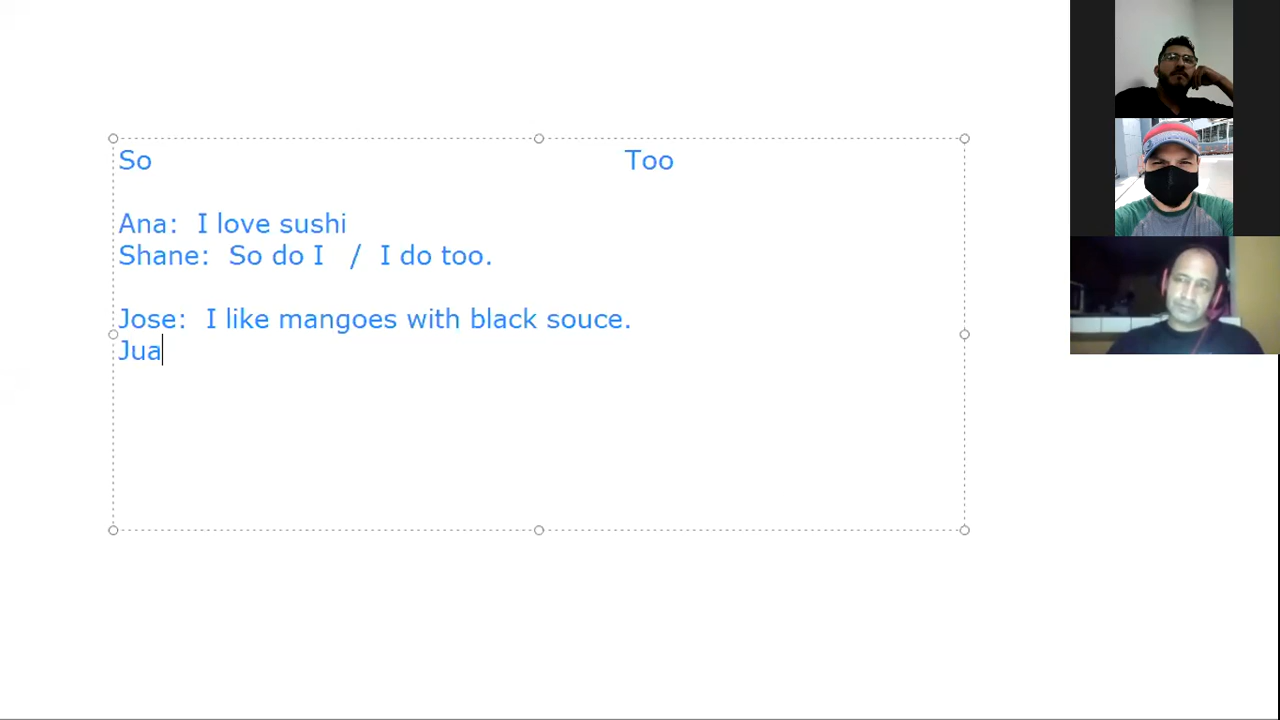 So Too
Ana: I love sushi
Shane: So do I / I do too.
Jose: I like mangoes with black souce.
Jua